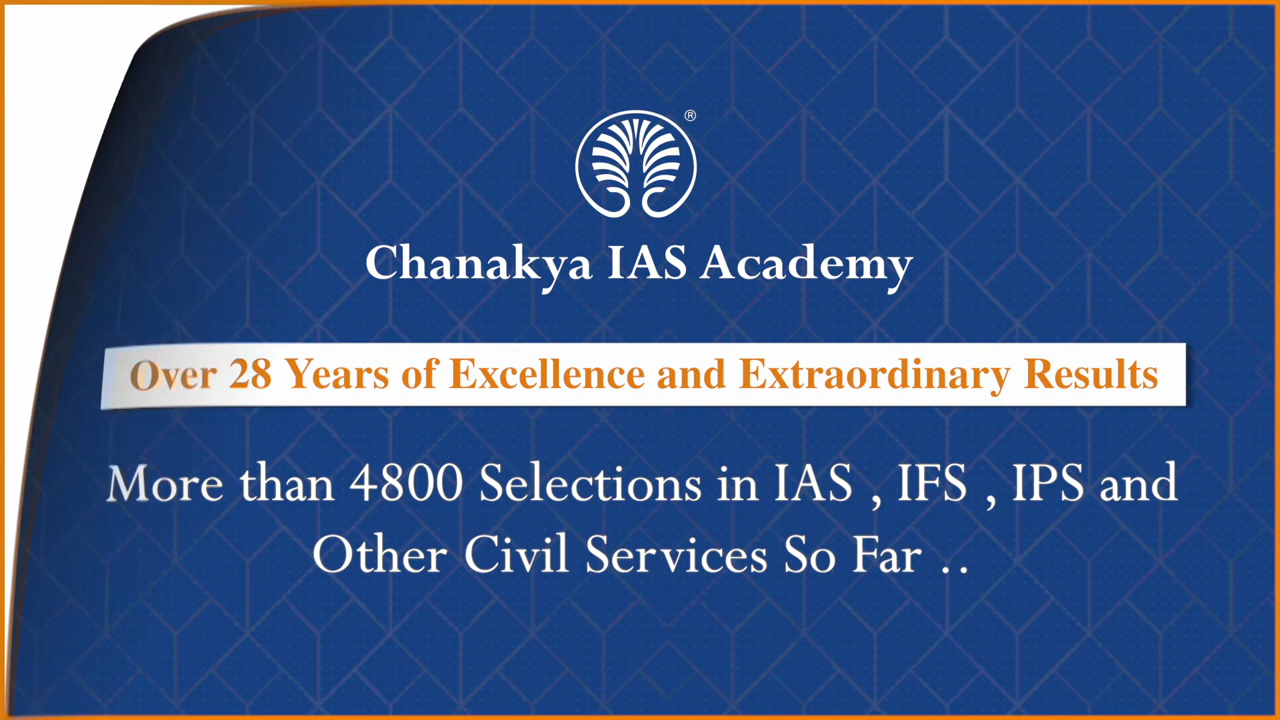 ®
Chanakya IAS Academy
Over 28 Years of Excellence and Extraordinary Results
More than 4800 Selections in IAS , IFS , IPS and
Other Civil Services So Far ..